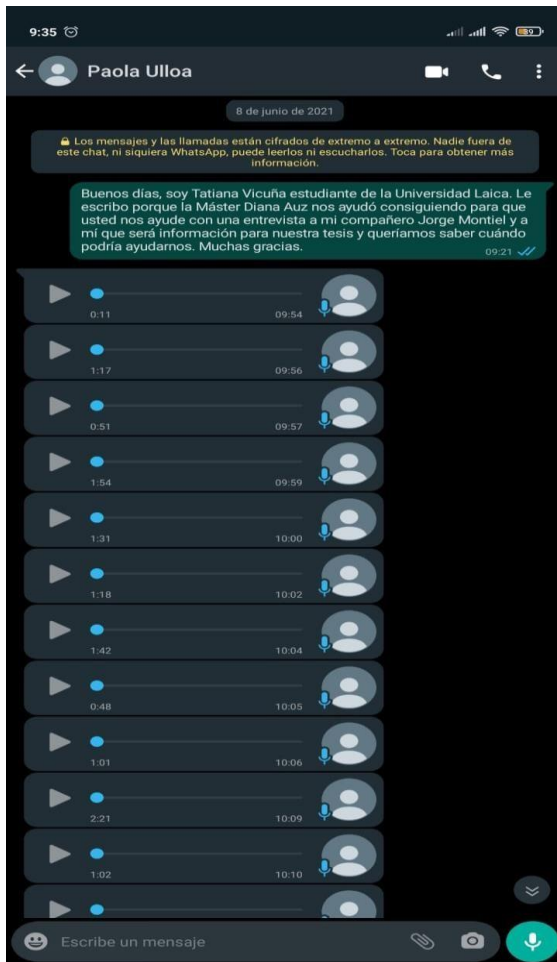 9:35
89
Paola Ulloa
8 de junio de 2021
Los mensajes y las llamadas están cifrados de extremo a extremo. Nadie fuera de
este chat, ni siquiera WhatsApp, puede leerlos ni escucharlos. Toca para obtener más
información.
Buenos días, soy Tatiana Vicuña estudiante de la Universidad Laica. Le
escribo porque la Máster Diana Auz nos ayudó consiguiendo para que
usted nos ayude con una entrevista a mi compañero Jorge Montiel y a
mí que será información para nuestra tesis y queríamos saber cuándo
podría ayudarnos. Muchas gracias.
09:21
0:11 09:54
1:17 09:56
0:51 09:57
1:54 09:59
1:31 10:00
1:18 10:02
1:42 10:04
0:48 10:05
1:01 10:06
2:21 10:09
1:02 10:10
Escribe un mensaje